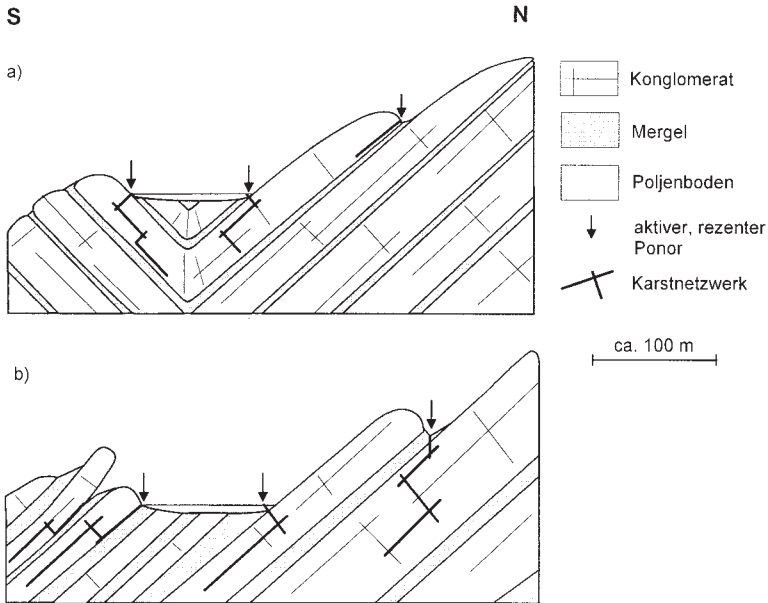 S
N
a)
Konglomerat
Mergel
Poljenboden
aktiver, rezenter
Ponor
Karstnetzwerk
ca. 100 m
b)